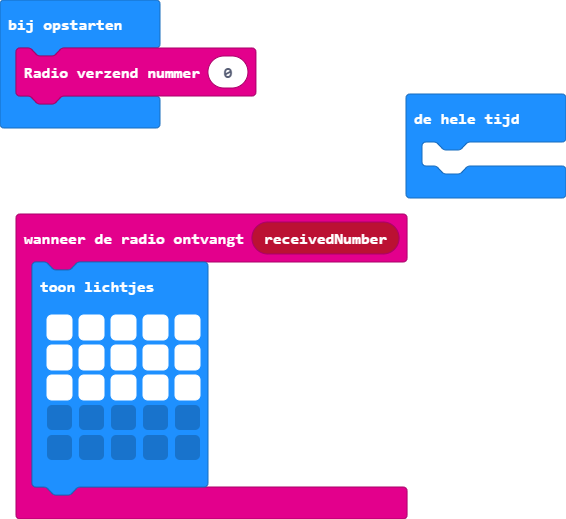 bij opstarten
Radio verzend nummer 0
de hele tijd
wanneer de radio ontvangt receivedNumber
toon lichtjes